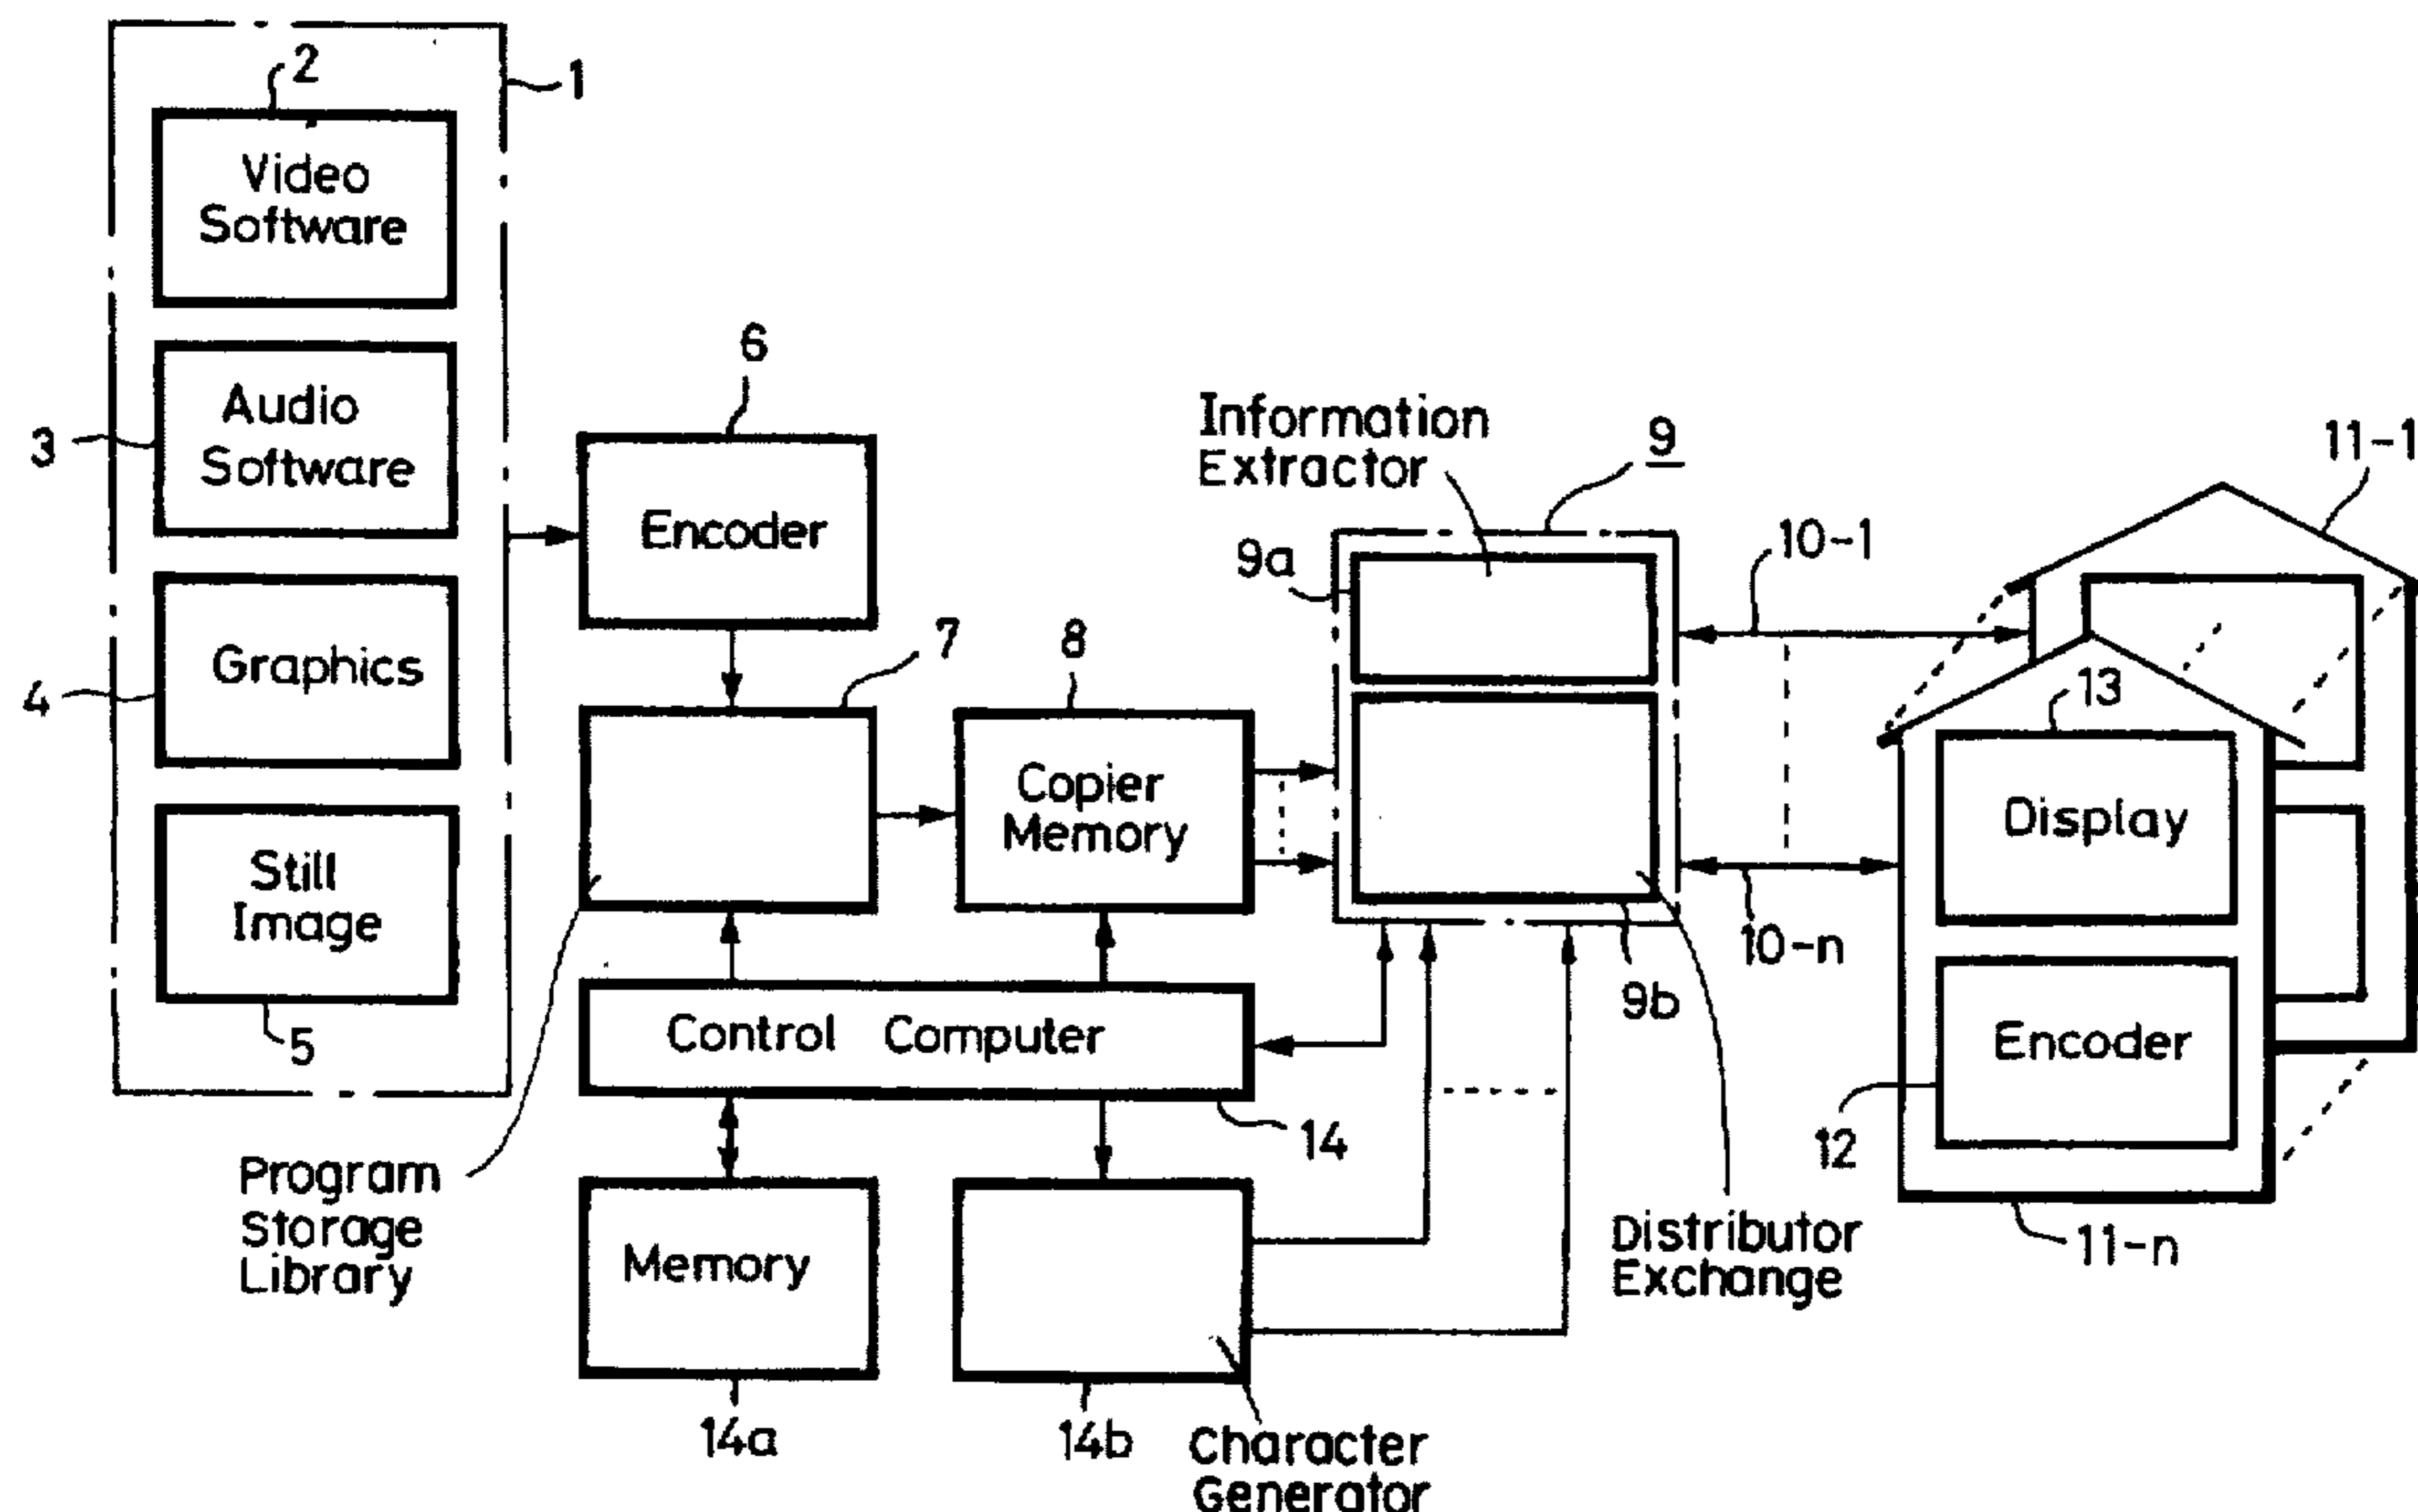 2
1
Video
Software
3
Audio
Software
4
Graphics
Still
Image
5
6
Encoder
7
8
Copier
Memory
Control Computer
14
Program
Storage
Library
Memory
14a
14b
Character
Generator
Information
Extractor
9
9a
9b
Distributor
Exchange
10-1
10-n
11-1
13
Display
Encoder
12
11-n